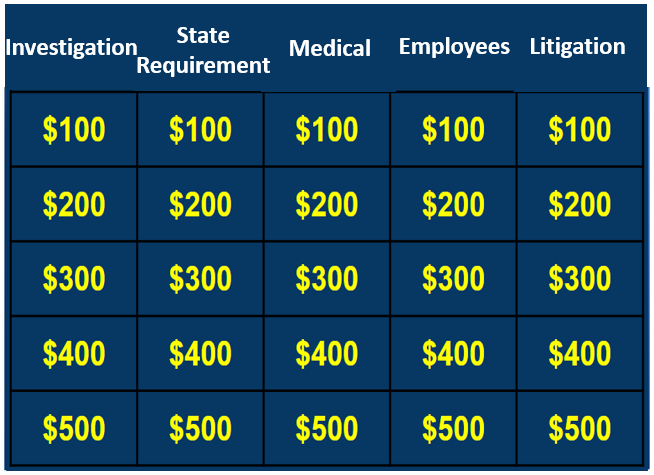 Investigation State Requirement Medical Employees Litigation
$100 $100 $100 $100 $100
$200 $200 $200 $200 $200
$300 $300 $300 $300 $300
$400 $400 $400 $400 $400
$500 $500 $500 $500 $500